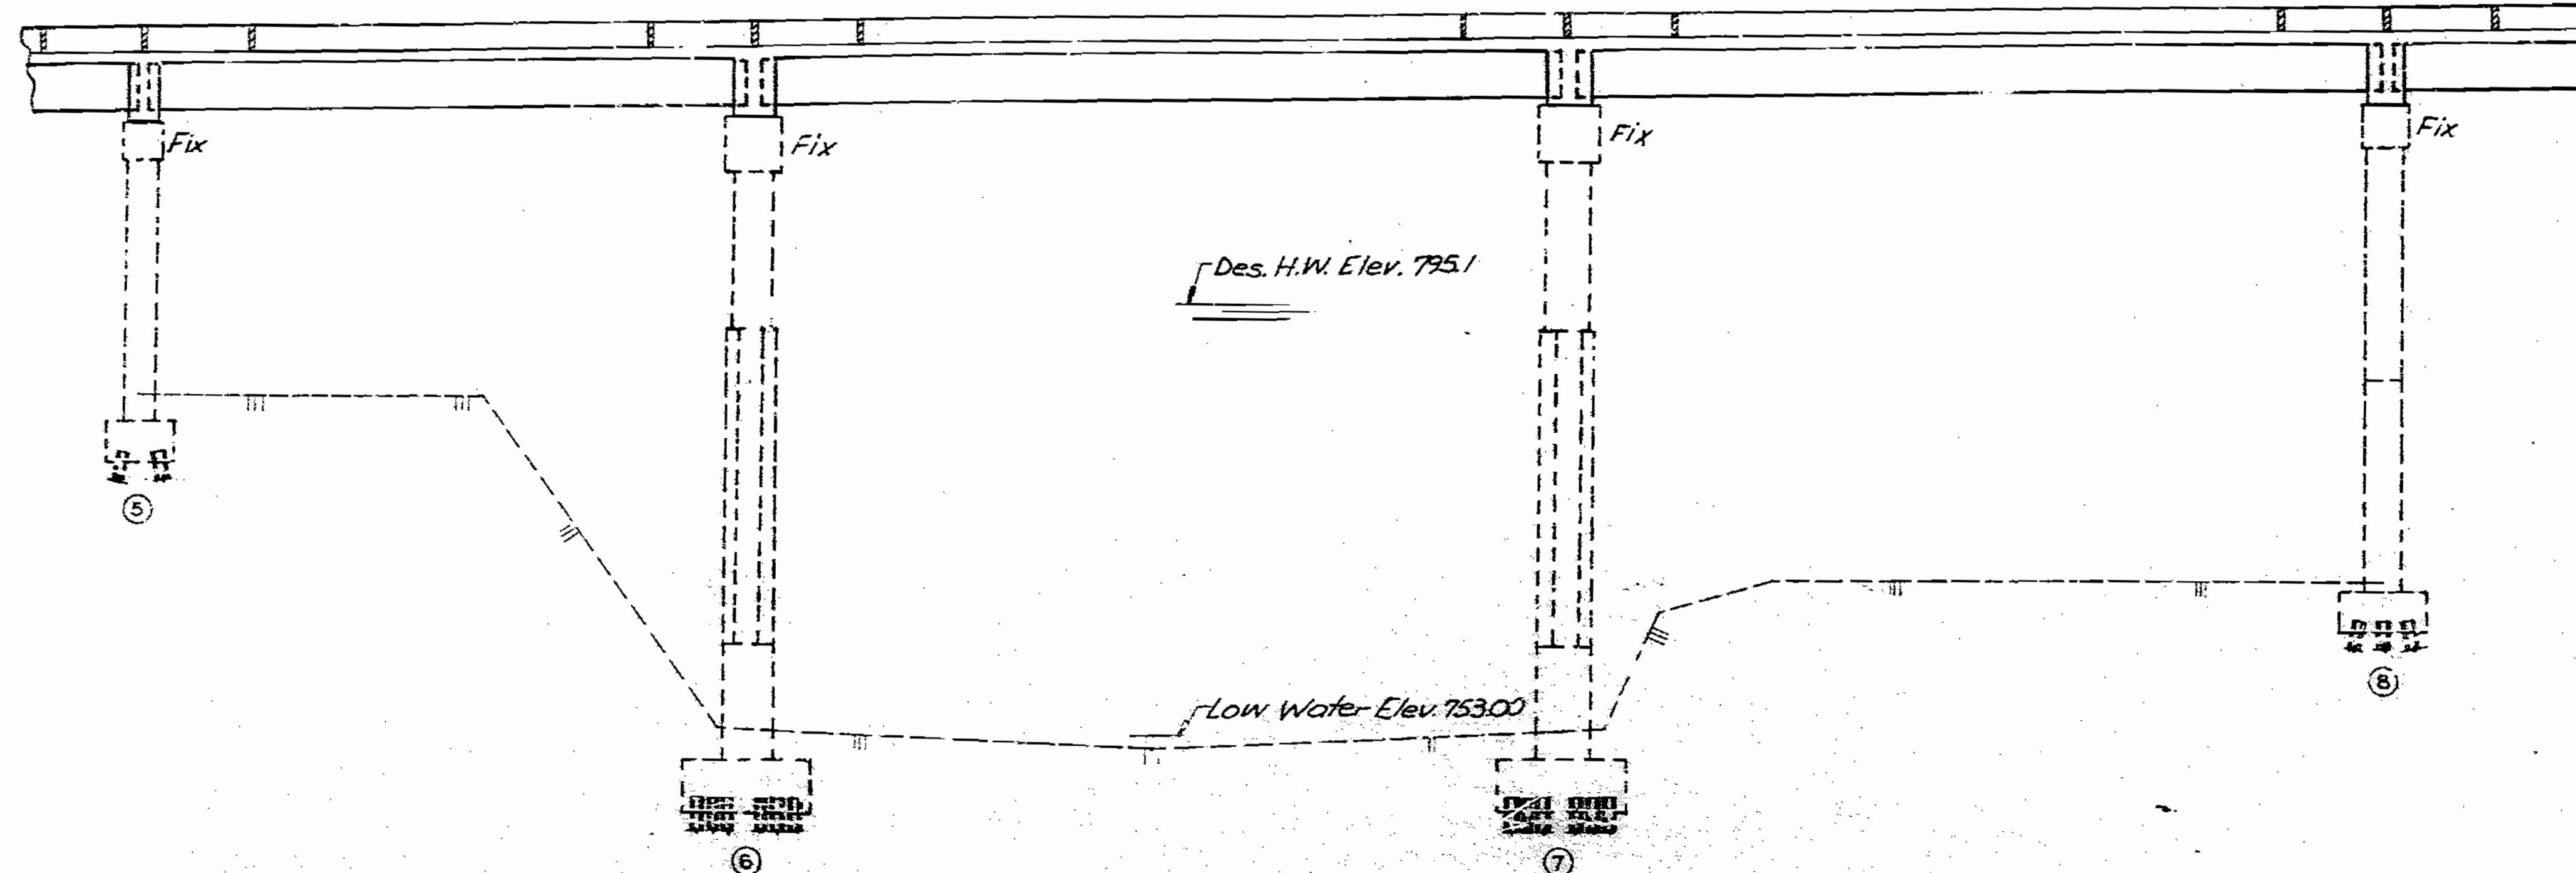 Fix
Fix
Fix
Fix
Des. H.W. Elev. 795.1
Low Water Elev. 753.00
5
6
7
8